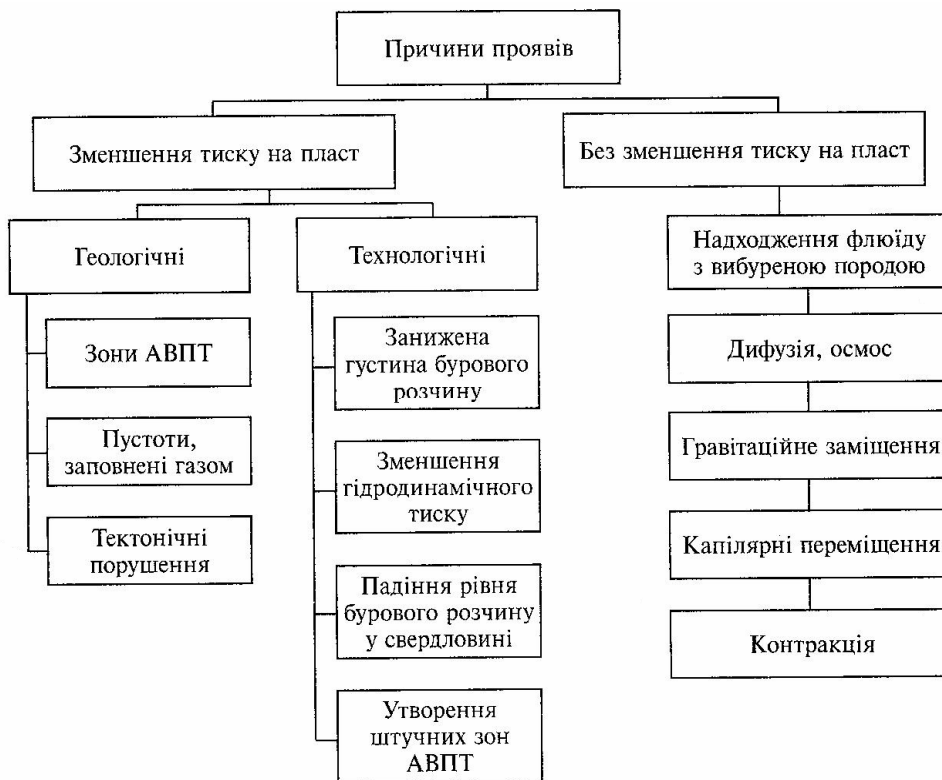 Причини проявів
Зменшення тиску на пласт
Без зменшення тиску на пласт
Геологічні
Технологічні
Надходження флюїду
з вибуреною породою
Зони АВПТ
Пустоти,
заповнені газом
Тектонічні
порушення
Занижена
густина бурового
розчину
Зменшення
гідродинамічного
тиску
Падіння рівня
бурового розчину
у свердловині
Утворення
штучних зон
АВПТ
Дифузія, осмос
Гравітаційне заміщення
Капілярні переміщення
Контракція